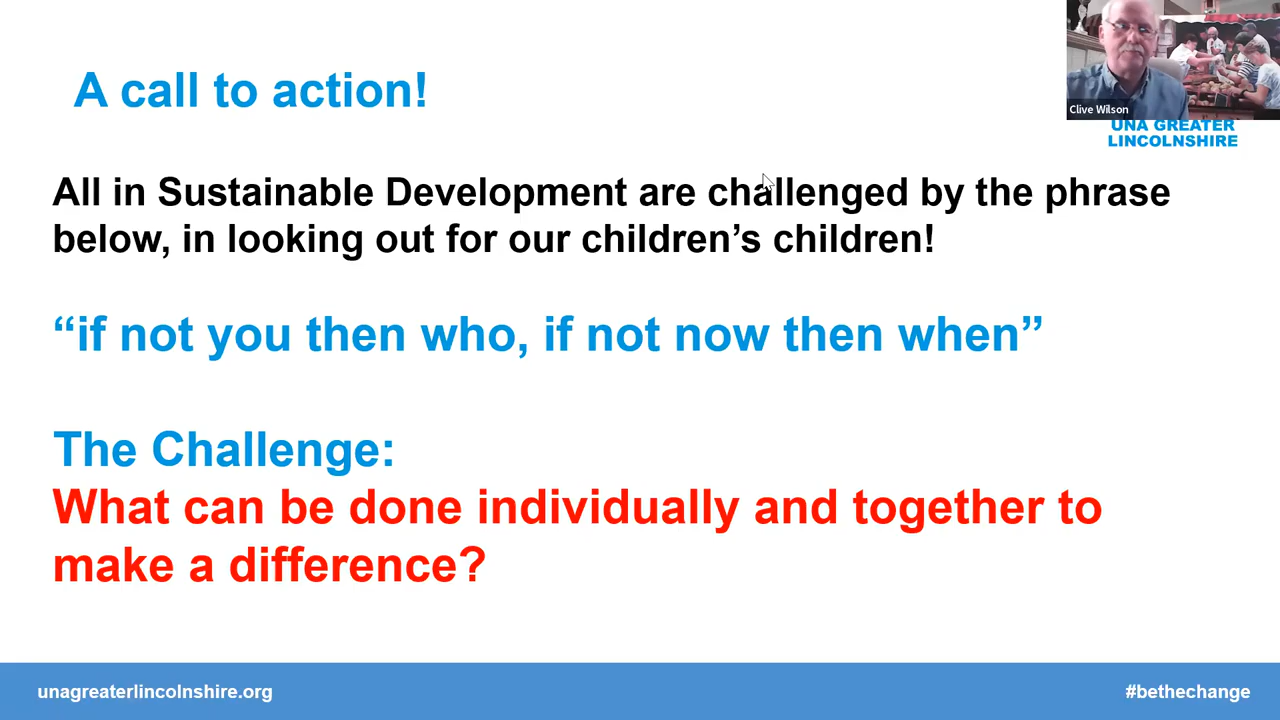 A call to action!
Clive Wilson
UNA GREATER
LINCOLNSHIRE
All in Sustainable Development are challenged by the phrase
below, in looking out for our children’s children!
“if not you then who, if not now then when”
The Challenge:
What can be done individually and together to
make a difference?
unagreaterlincolnshire.org
#bethechange